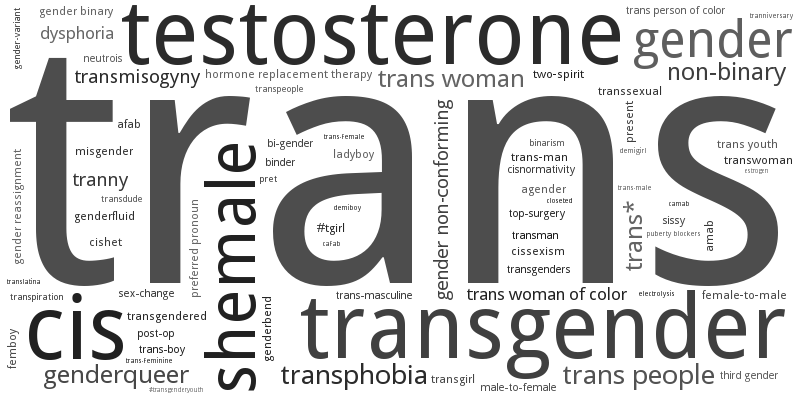 gender-variant
gender binary
testosterone
trans person of color
tranniversary
dysphoria
gender
neutrois
transmisogyny
hormone replacement therapy
trans woman
two-spirit
non-binary
transpeople
transsexual
trans
afab
present
gender non-conforming
bi-gender
trans-Female
binarism
trans youth
misgender
ladyboy
trans-man
demigirl
transwoman
binder
cisnormativity
estrogen
gender reassignment
tranny
pret
agender
trans-male
transdude
closeted
shemale
preferred pronoun
demiboy
top-surgery
trans*
camab
genderfluid
sissy
#tgirl
transman
puberty blockers
amab
cishet
cafab
cissexism
transgenders
translatina
transpiration
sex-change
trans-masculine
trans woman of color
electrolysis
female-to-male
cis
transgendered
genderbend
transgender
femboy
post-op
trans-boy
trans-Feminine
genderqueer
transphobia
transgirl
trans people
third gender
#transgenderyouth
male-to-female